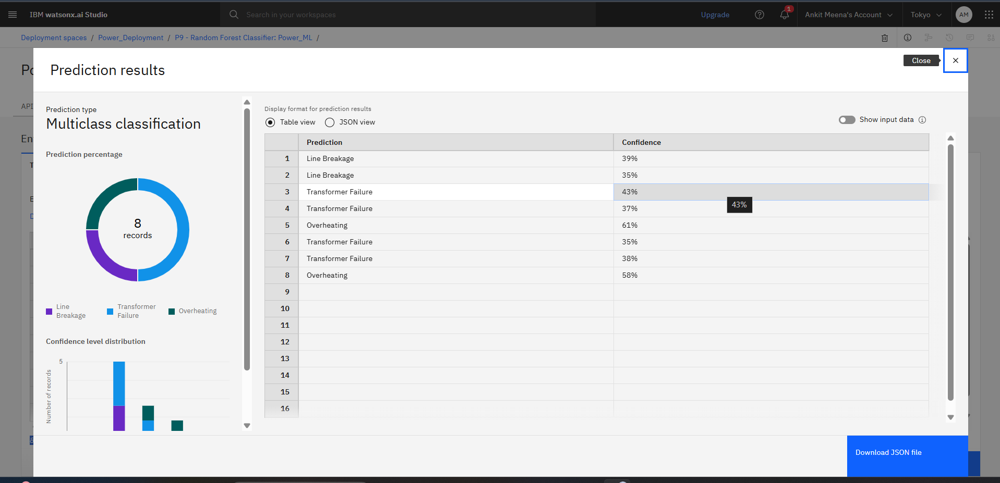 IBM watsonx.ai Studio
Search in your workspaces
Upgrade
1
Ankit Meena's Account
Tokyo
AM
Deployment spaces / Power_Deployment / P9 - Random Forest Classifier: Power_ML /
Prediction results
Close
API
Prediction type
Multiclass classification
Prediction percentage
8
records
Line
Breakage
Transformer
Failure
Overheating
Confidence level distribution
5
Number of records
Display format for prediction results
Table view
JSON view
Show input data
Prediction Confidence
1 Line Breakage 39%
2 Line Breakage 35%
3 Transformer Failure 43%
43%
4 Transformer Failure 37%
5 Overheating 61%
6 Transformer Failure 35%
7 Transformer Failure 38%
8 Overheating 58%
9
10
11
12
13
14
15
16
Download JSON file